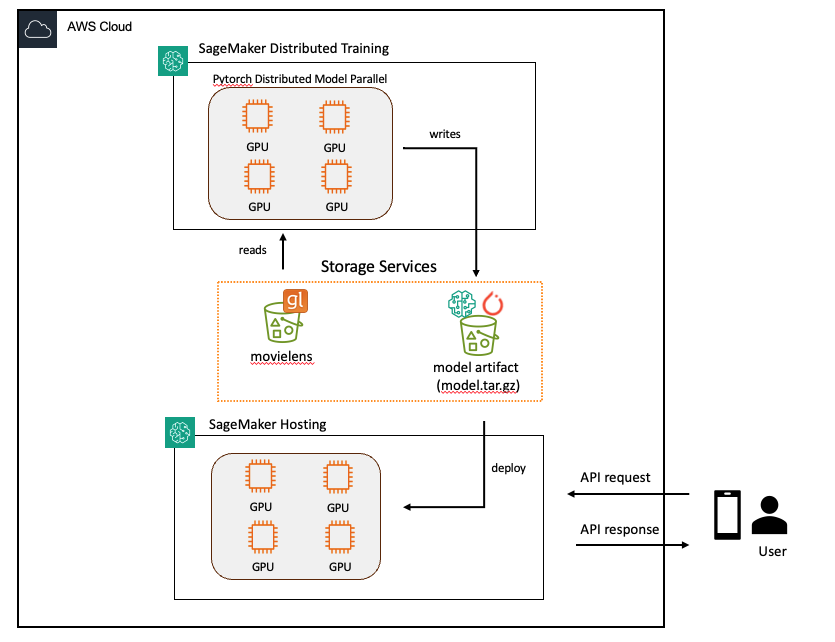 AWS Cloud
SageMaker Distributed Training
Pytorch Distributed Model Parallel
GPU
GPU
GPU
GPU
writes
reads
Storage Services
gl
movielens
model artifact
(model.tar.gz)
SageMaker Hosting
GPU
GPU
GPU
GPU
deploy
API request
API response
User